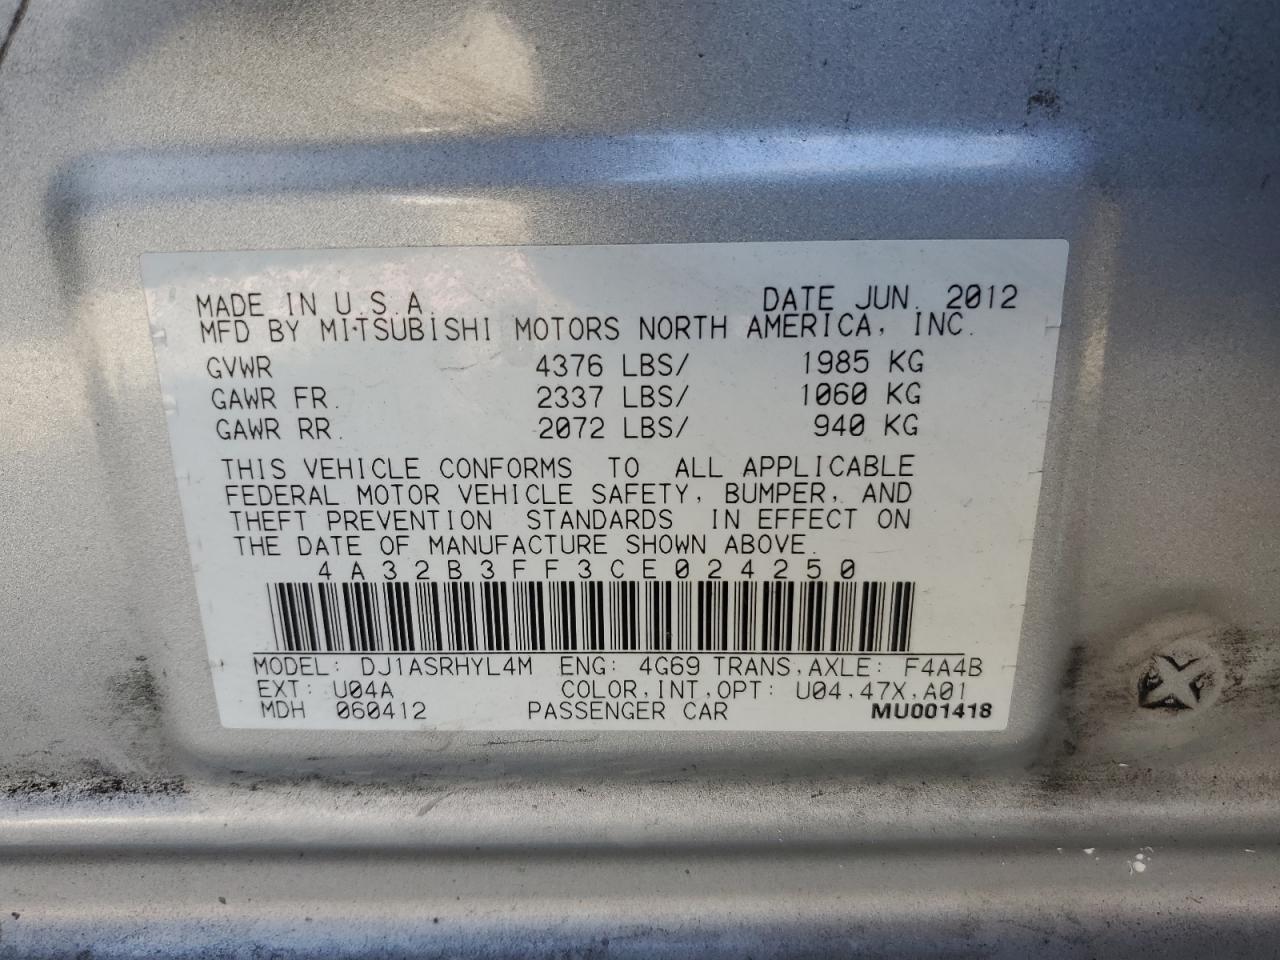 MADE IN U.S.A. DATE JUN. 2012
MFD BY MITSUBISHI MOTORS NORTH AMERICA, INC.
GVWR 4376 LBS/ 1985 KG
GAWR FR. 2337 LBS/ 1060 KG
GAWR RR. 2072 LBS/ 940 KG
THIS VEHICLE CONFORMS TO ALL APPLICABLE
FEDERAL MOTOR VEHICLE SAFETY, BUMPER, AND
THEFT PREVENTION STANDARDS IN EFFECT ON
THE DATE OF MANUFACTURE SHOWN ABOVE.
4A32B3FF3CE024250
MODEL: DJ1ASRHYL4M ENG: 4G69 TRANS,AXLE: F4A4B
EXT: U04A COLOR,INT,OPT: U04,47X,A01
MDH 060412 PASSENGER CAR MU001418